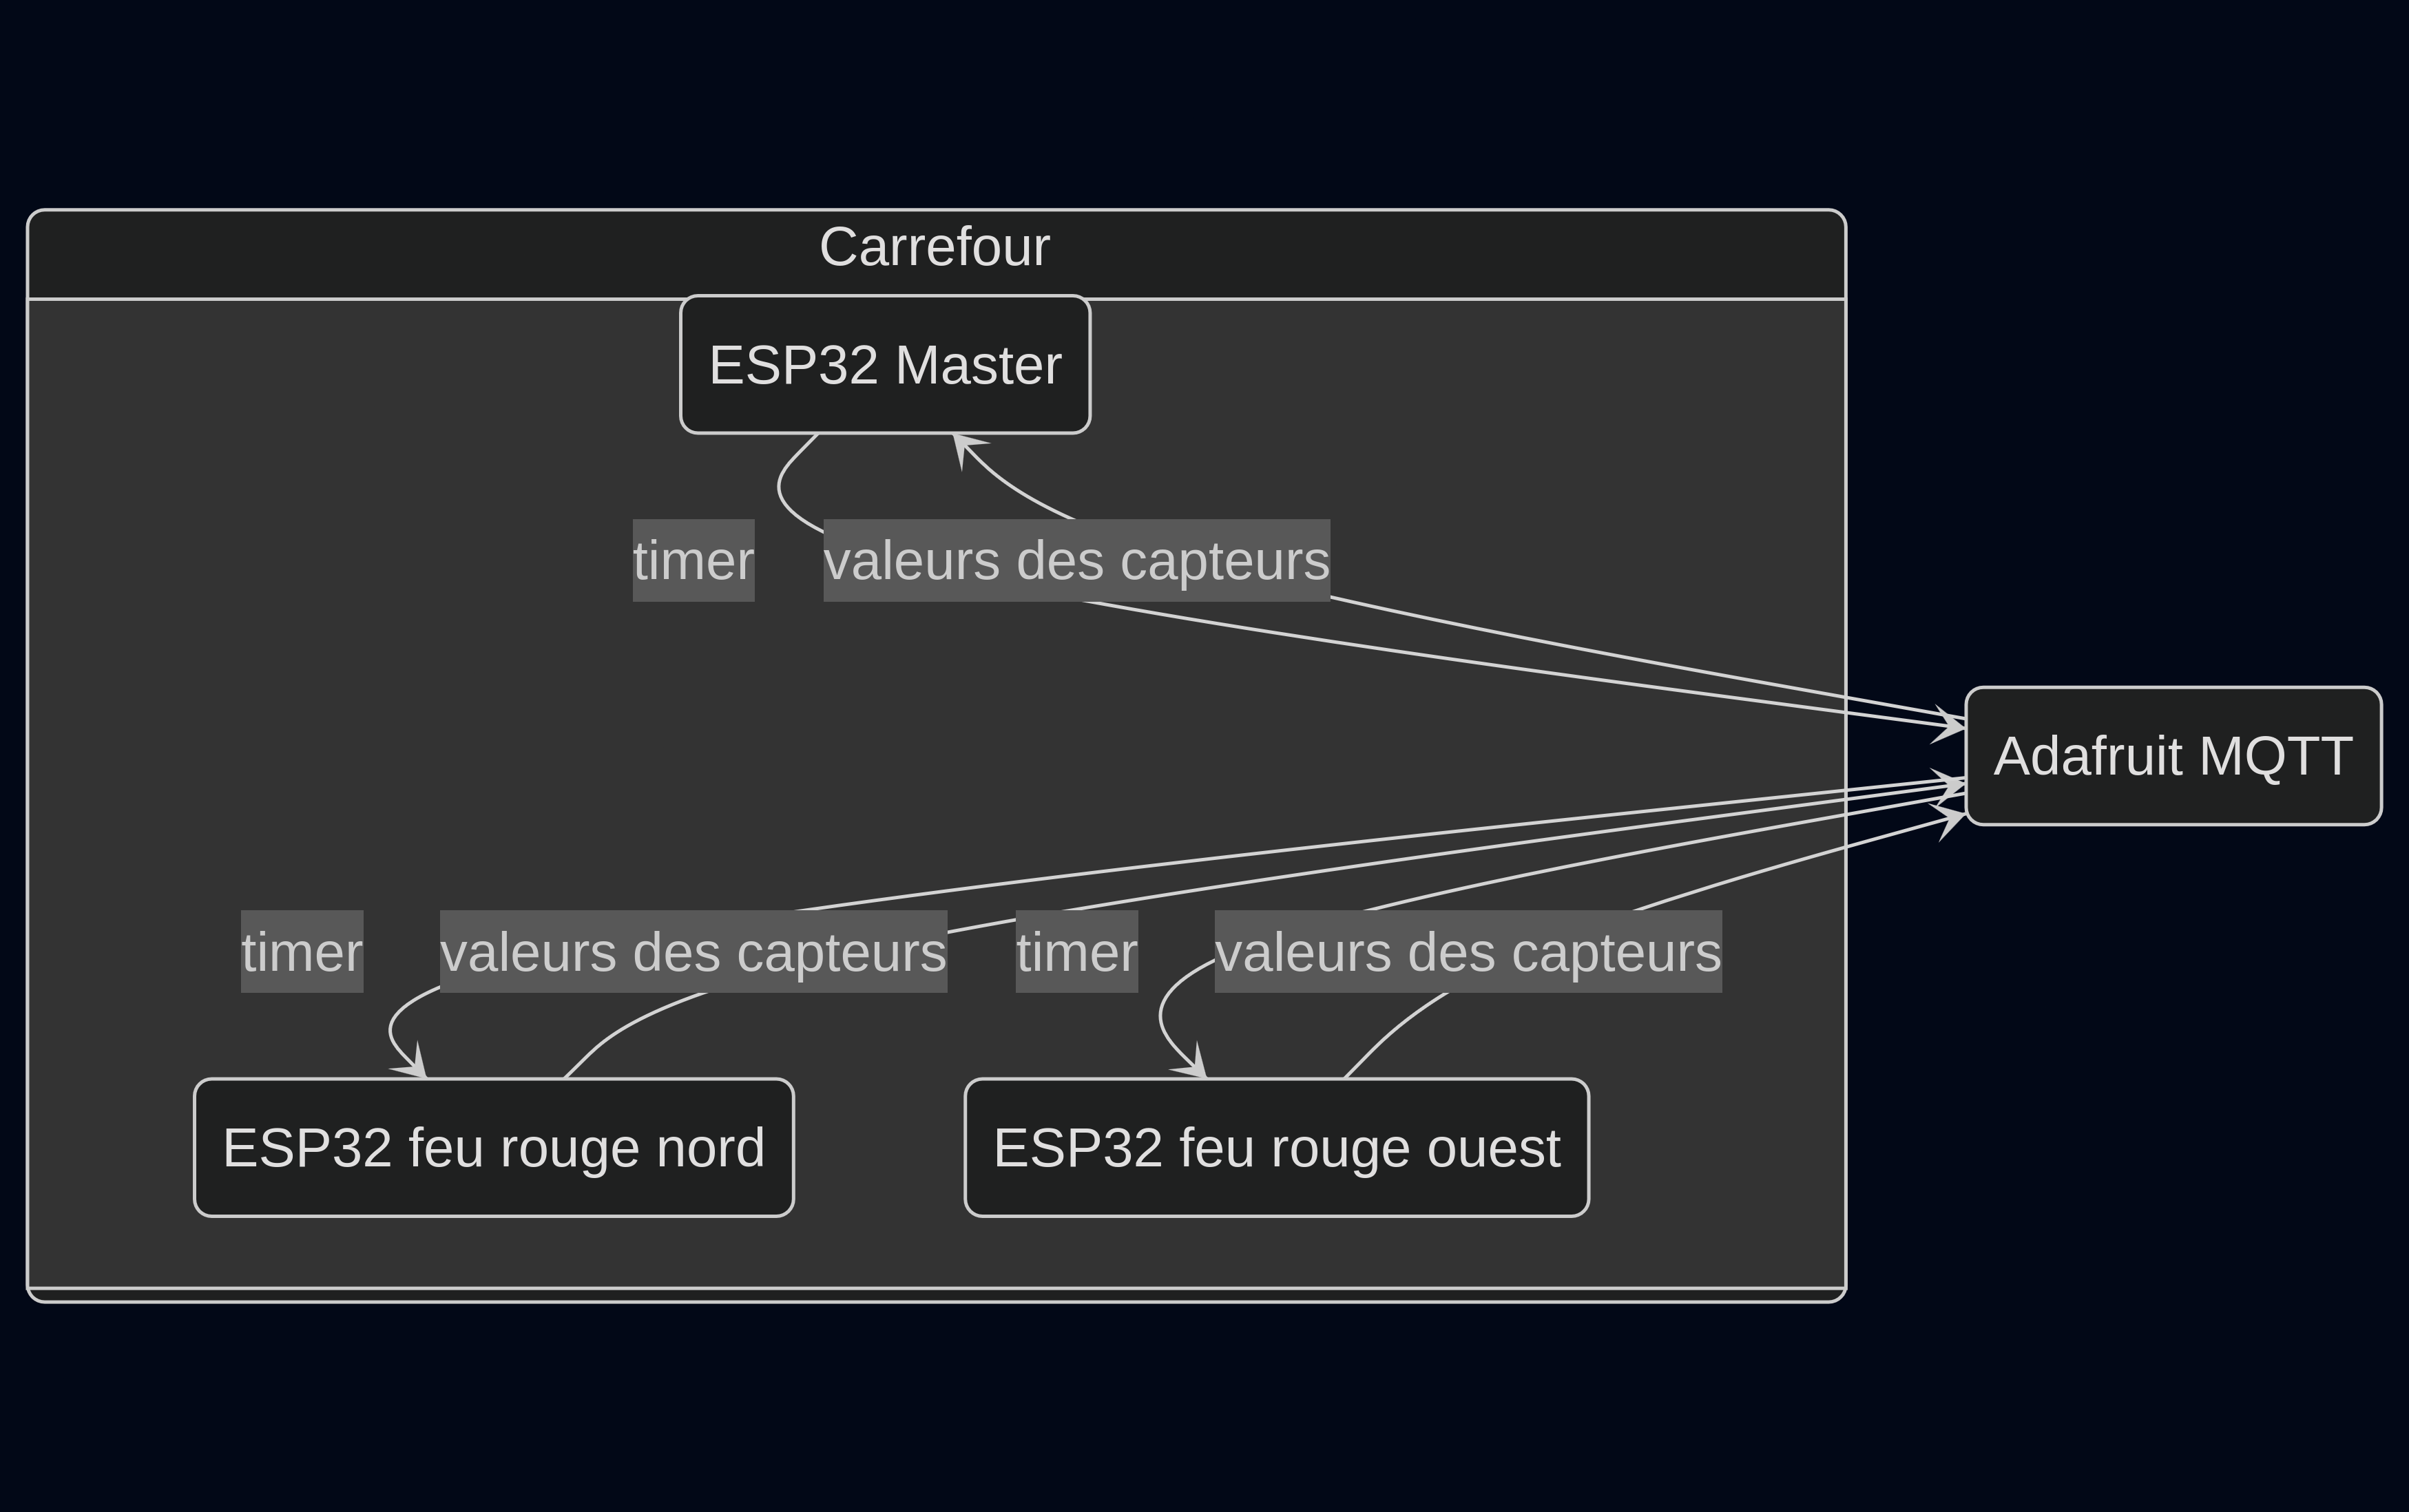 Carrefour
ESP32 Master
timer
valeurs des capteurs
Adafruit MQTT
timer
valeurs des capteurs
timer
valeurs des capteurs
ESP32 feu rouge nord
ESP32 feu rouge ouest